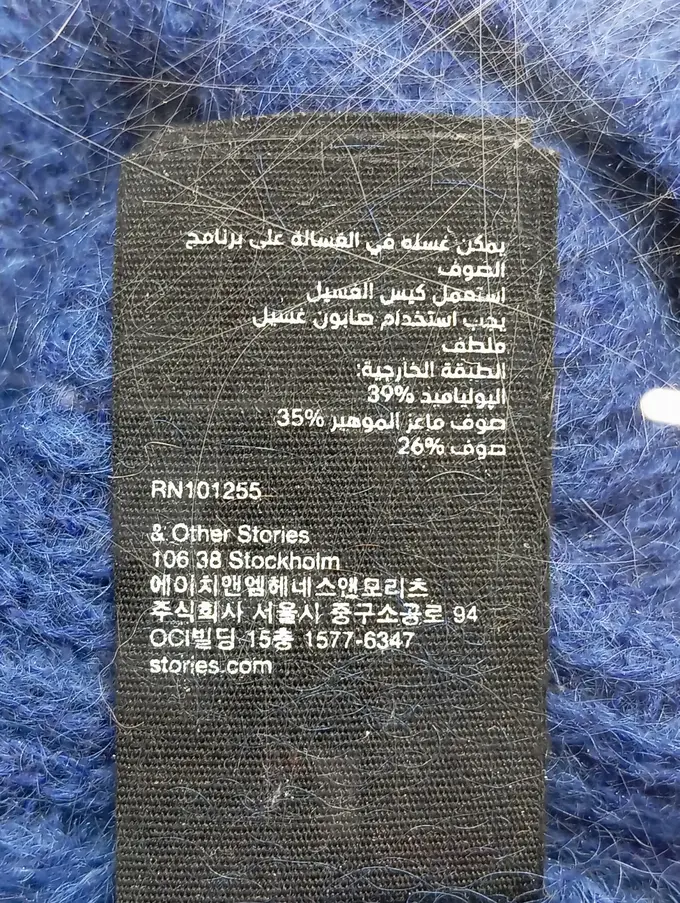 يمكن غسله في الغسالة على برنامج
الصوف
استعمل كيس الغسيل
يجب استخدام صابون غسيل
ملطف
الطبقة الخارجية:
البولياميد 39%
صوف ماعز الموهير 35%
صوف 26%
RN101255
& Other Stories
106 38 Stockholm
에이치앤엠헤네스앤모리츠
주식회사 서울시 중구소공로 94
OCI빌딩 15층 1577-6347
stories.com